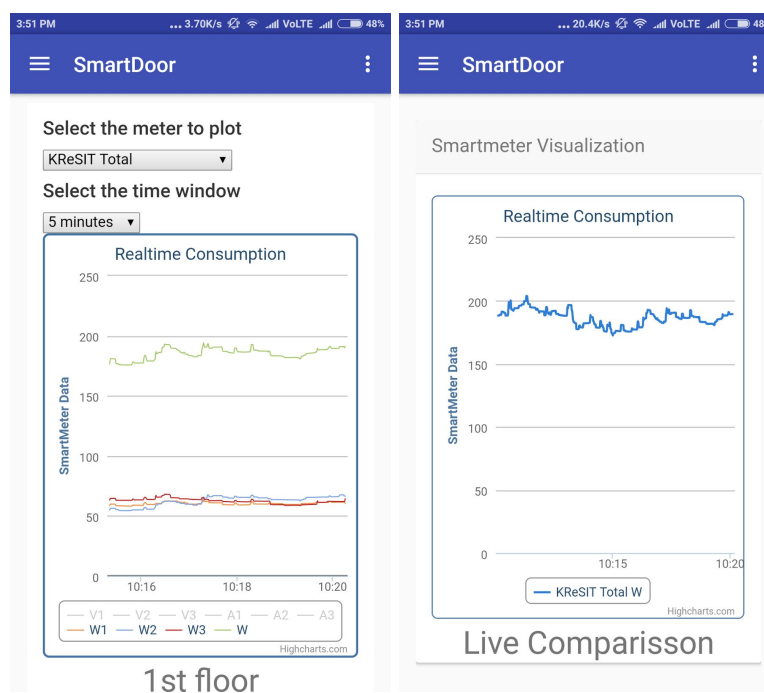 3:51 PM
... 3.70K/s VoLTE 48%
SmartDoor
Select the meter to plot
KReSIT Total ▼
Select the time window
5 minutes ▼
Realtime Consumption
SmartMeter Data
250
200
150
100
50
0
10:16 10:18 10:20
V1 V2 V3 A1 A2 A3
W1 W2 W3 W
Highcharts.com
1st floor
3:51 PM
... 20.4K/s VoLTE 48
SmartDoor
Smartmeter Visualization
Realtime Consumption
SmartMeter Data
250
200
150
100
50
0
10:15 10:20
KReSIT Total W
Highcharts.com
Live Comparisson